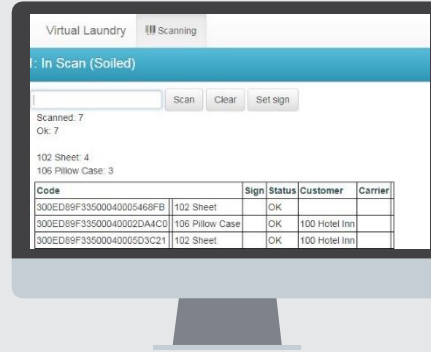 Virtual Laundry Scanning
: In Scan (Soiled)
Scan Clear Set sign
Scanned: 7
Ok: 7
102 Sheet: 4
106 Pillow Case: 3
Code Sign Status Customer Carrier
300ED89F33500040005468FB 102 Sheet OK
300ED89F33500040002DA4C0 106 Pillow Case OK 100 Hotel Inn
300ED89F33500040005D3C21 102 Sheet OK 100 Hotel Inn